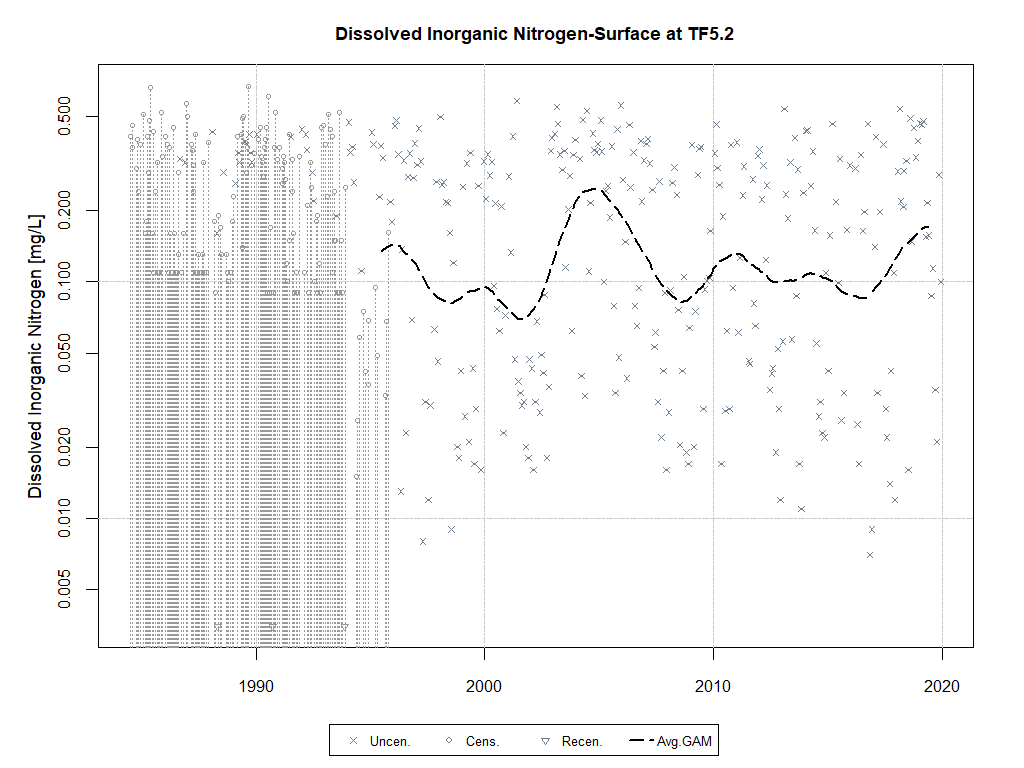 Dissolved Inorganic Nitrogen-Surface at TF5.2
Dissolved Inorganic Nitrogen [mg/L]
0.500
0.200
0.100
0.050
0.020
0.010
0.005
1990 2000 2010 2020
Uncen. Cens. Recen. Avg.GAM